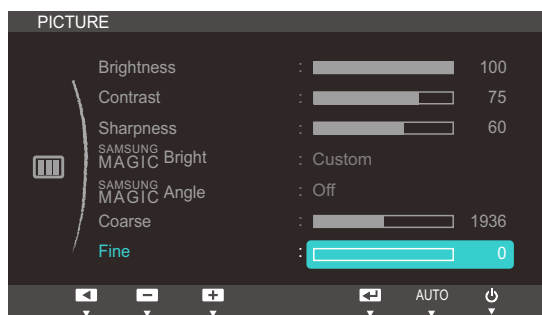 PICTURE
Brightness : 100
Contrast : 75
Sharpness : 60
SAMSUNG MAGIC Bright : Custom
SAMSUNG MAGIC Angle : Off
Coarse : 1936
Fine : 0
AUTO